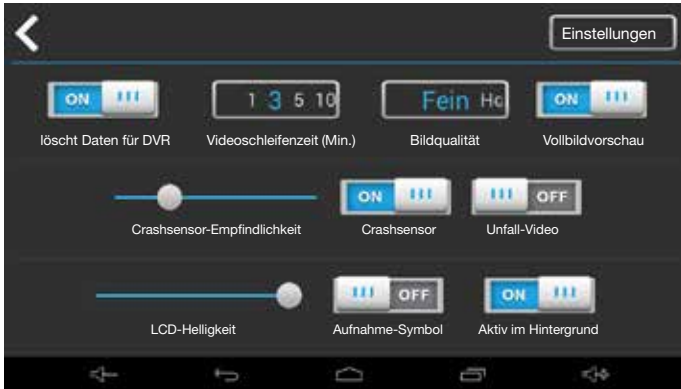 Einstellungen
ON 1 3 5 10 Fein Ho ON
löscht Daten für DVR Videoschleifenzeit (Min.) Bildqualität Vollbildvorschau
ON OFF
Crashsensor-Empfindlichkeit Crashsensor Unfall-Video
OFF ON
LCD-Helligkeit Aufnahme-Symbol Aktiv im Hintergrund